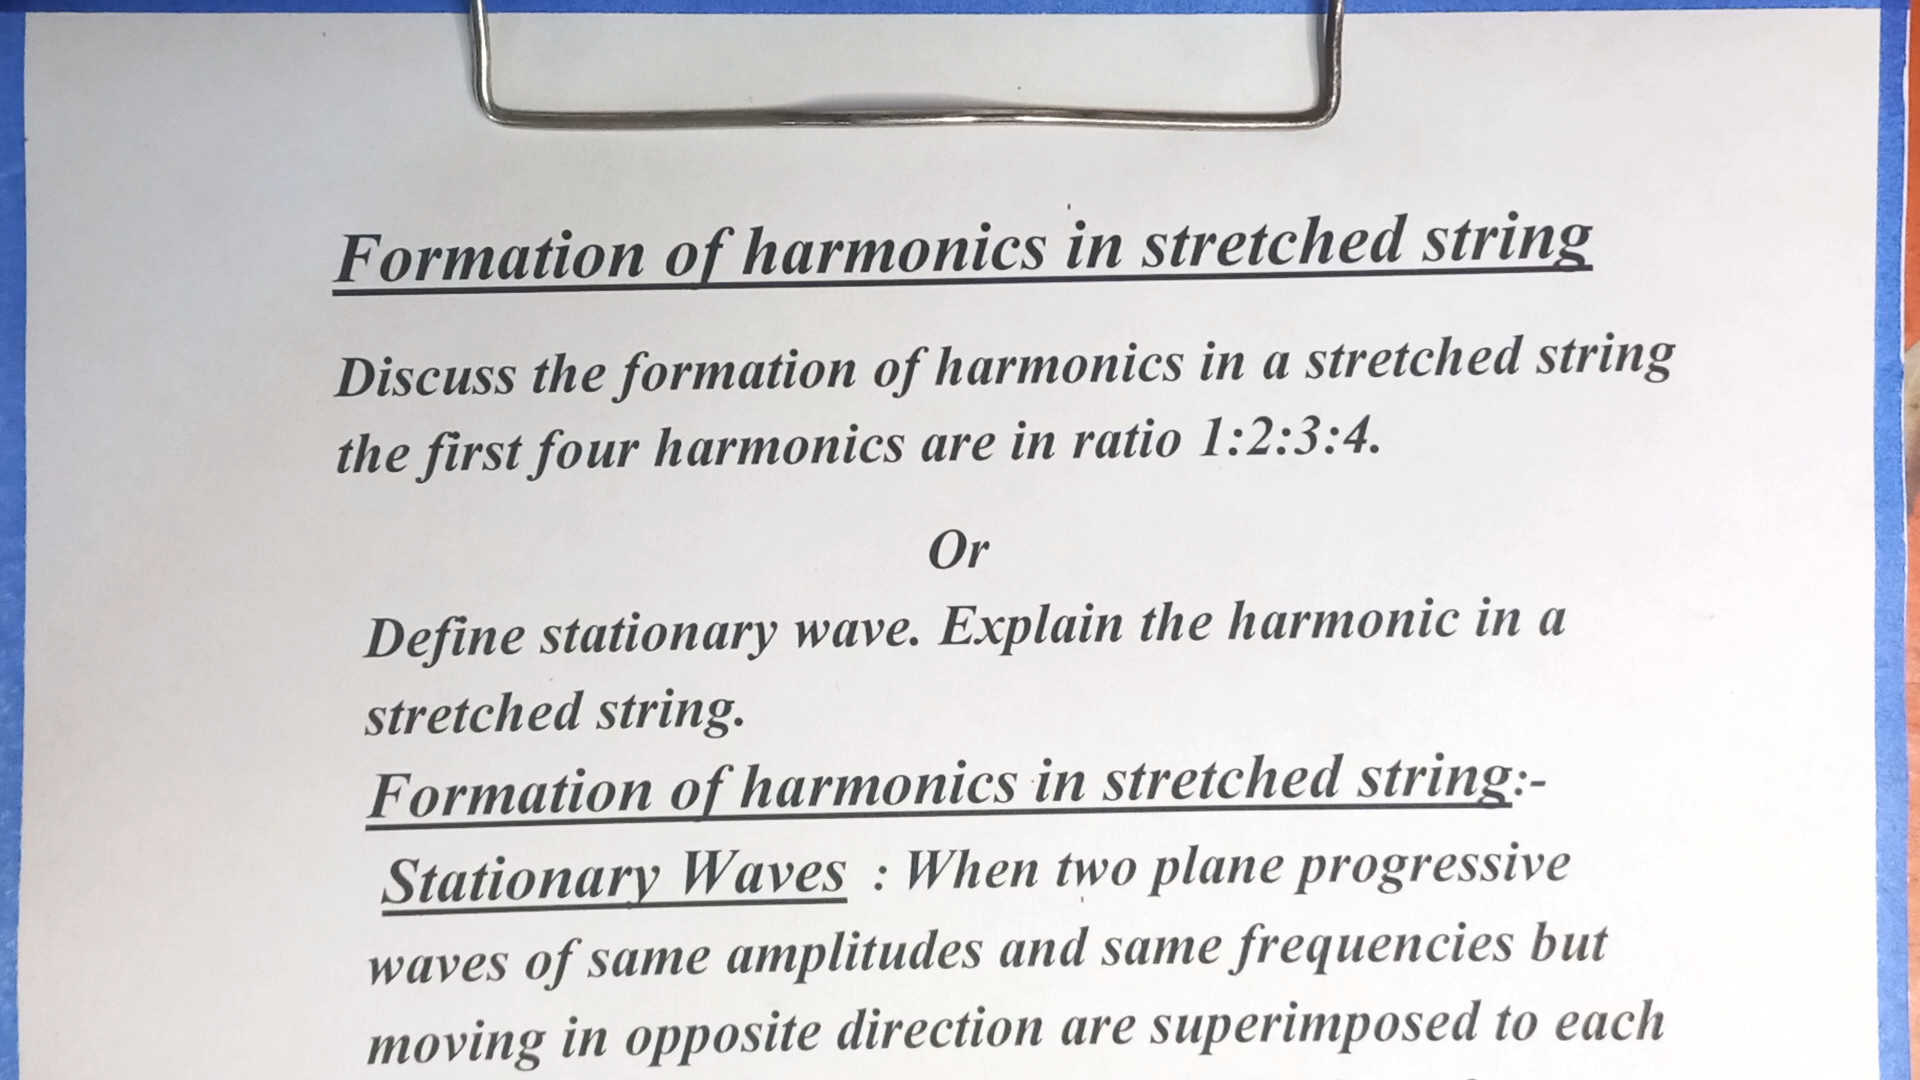 Formation of harmonics in stretched string
Discuss the formation of harmonics in a stretched string
the first four harmonics are in ratio 1:2:3:4.
Or
Define stationary wave. Explain the harmonic in a
stretched string.
Formation of harmonics in stretched string:-
Stationary Waves : When two plane progressive
waves of same amplitudes and same frequencies but
moving in opposite direction are superimposed to each